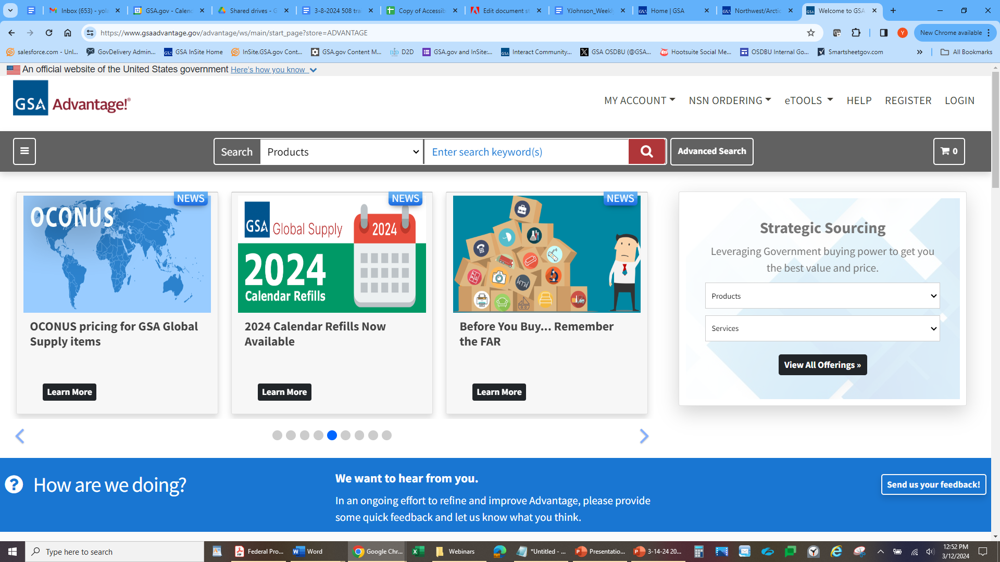 Inbox (653) - yola
GSA.gov - Calend
Shared drives - G
3-8-2024 508 tra
Copy of Accessib
Edit document st
YJohnson_Weekly
Home | GSA
Northwest/Arctic
Welcome to GSA
https://www.gsaadvantage.gov/advantage/ws/main/start_page?store=ADVANTAGE
Y
New Chrome available
salesforce.com - Unl...
GovDelivery Admin...
GSA InSite Home
InSite.GSA.gov Cont...
GSA.gov Content M...
D2D
GSA.gov and InSite:...
Interact Community...
GSA OSDBU (@GSA...
Hootsuite Social Me...
OSDBU Internal Go...
Smartsheetgov.com
All Bookmarks
An official website of the United States government Here's how you know
GSA Advantage!®
MY ACCOUNT
NSN ORDERING
eTOOLS
HELP
REGISTER
LOGIN
Search
Products
Enter search keyword(s)
Advanced Search
0
NEWS
OCONUS
OCONUS pricing for GSA Global
Supply items
Learn More
NEWS
GSA Global Supply
2024
2024
Calendar Refills
2024 Calendar Refills Now
Available
Learn More
NEWS
Before You Buy... Remember
the FAR
Learn More
Strategic Sourcing
Leveraging Government buying power to get you
the best value and price.
Products
Services
View All Offerings »
? How are we doing?
We want to hear from you.
In an ongoing effort to refine and improve Advantage, please provide
some quick feedback and let us know what you think.
Send us your feedback!
Type here to search
Federal Pro...
Word
Google Chr...
Webinars
*Untitled - ...
Presentatio...
3-14-24 20...
12:52 PM
3/12/2024